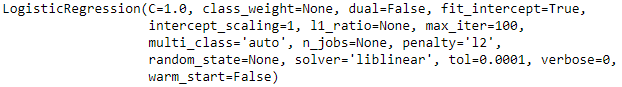 LogisticRegression(C=1.0, class_weight=None, dual=False, fit_intercept=True,
intercept_scaling=1, l1_ratio=None, max_iter=100,
multi_class='auto', n_jobs=None, penalty='l2',
random_state=None, solver='liblinear', tol=0.0001, verbose=0,
warm_start=False)